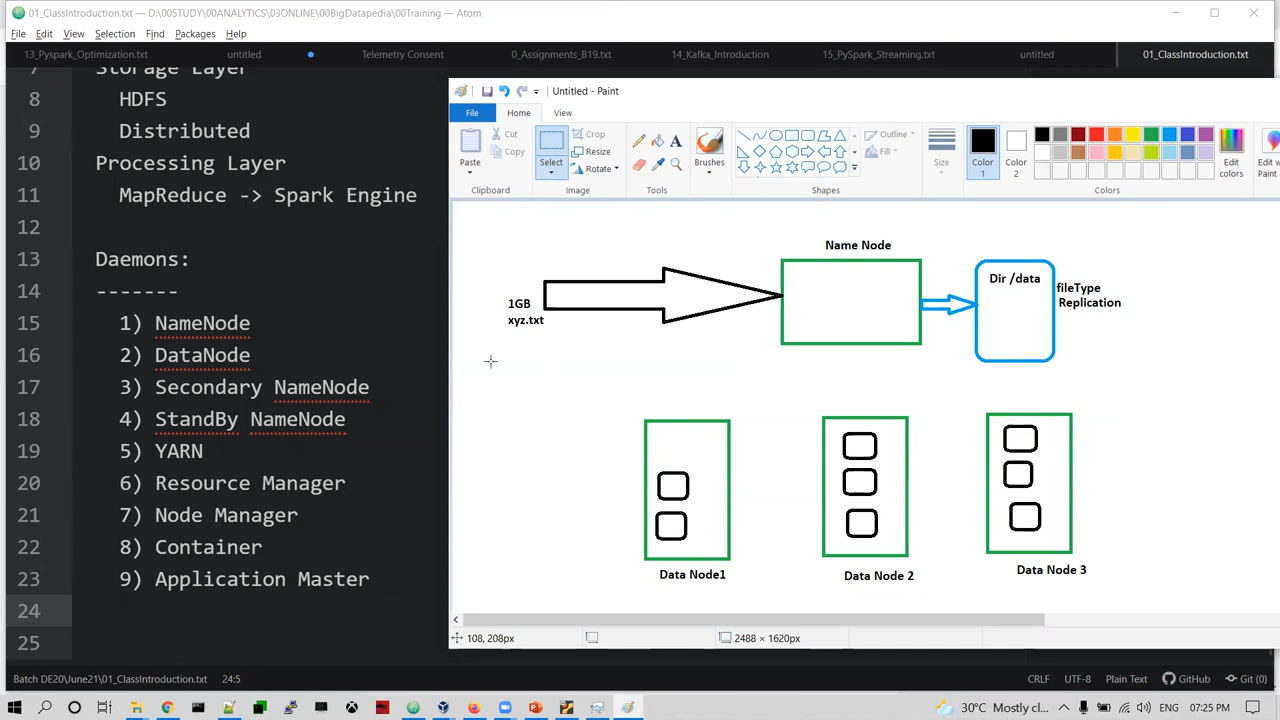 01_ClassIntroduction.txt — D:\00STUDY\00ANALYTICS\03ONLINE\00BigDatapedia\00Training — Atom
File Edit View Selection Find Packages Help
13_Pyspark_Optimization.txt untitled Telemetry Consent 0_Assignments_B19.txt 14_Kafka_Introduction 15_PySpark_Streaming.txt untitled 01_ClassIntroduction.txt
7 Storage Layer
8 HDFS
9 Distributed
10 Processing Layer
11 MapReduce -> Spark Engine
12
13 Daemons:
14 -------
15 1) NameNode
16 2) DataNode
17 3) Secondary NameNode
18 4) StandBy NameNode
19 5) YARN
20 6) Resource Manager
21 7) Node Manager
22 8) Container
23 9) Application Master
24
25
Untitled - Paint
File Home View
Paste Cut Copy
Clipboard
Select Crop Resize Rotate
Image
Tools
Brushes
Outline Fill
Shapes
Size
Color 1 Color 2
Edit colors
Edit w
Paint
Colors
Name Node
1GB
xyz.txt
Dir /data
fileType
Replication
Data Node1
Data Node 2
Data Node 3
108, 208px 2488 × 1620px
Batch DE20\June21\01_ClassIntroduction.txt 24:5 CRLF UTF-8 Plain Text GitHub Git (0)
30°C Mostly cl... ENG 07:25 PM